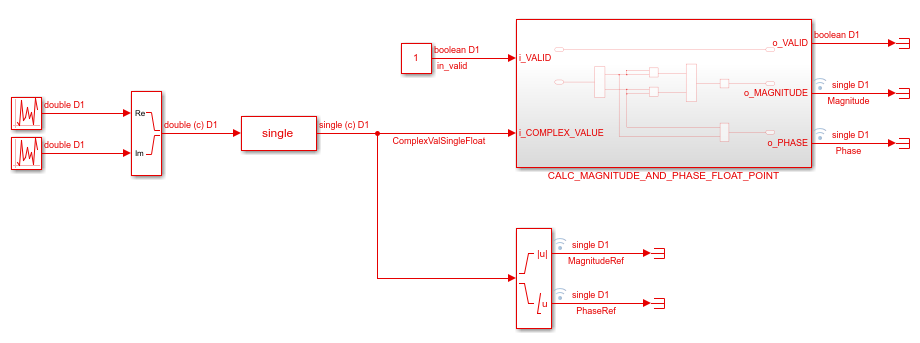 boolean D1
1
in_valid
i_VALID
o_VALID
boolean D1
double D1
Re
double (c) D1
single
single (c) D1
ComplexValSingleFloat
i_COMPLEX_VALUE
o_MAGNITUDE
single D1
Magnitude
double D1
Im
o_PHASE
single D1
Phase
CALC_MAGNITUDE_AND_PHASE_FLOAT_POINT
|u|
single D1
MagnitudeRef
u
single D1
PhaseRef